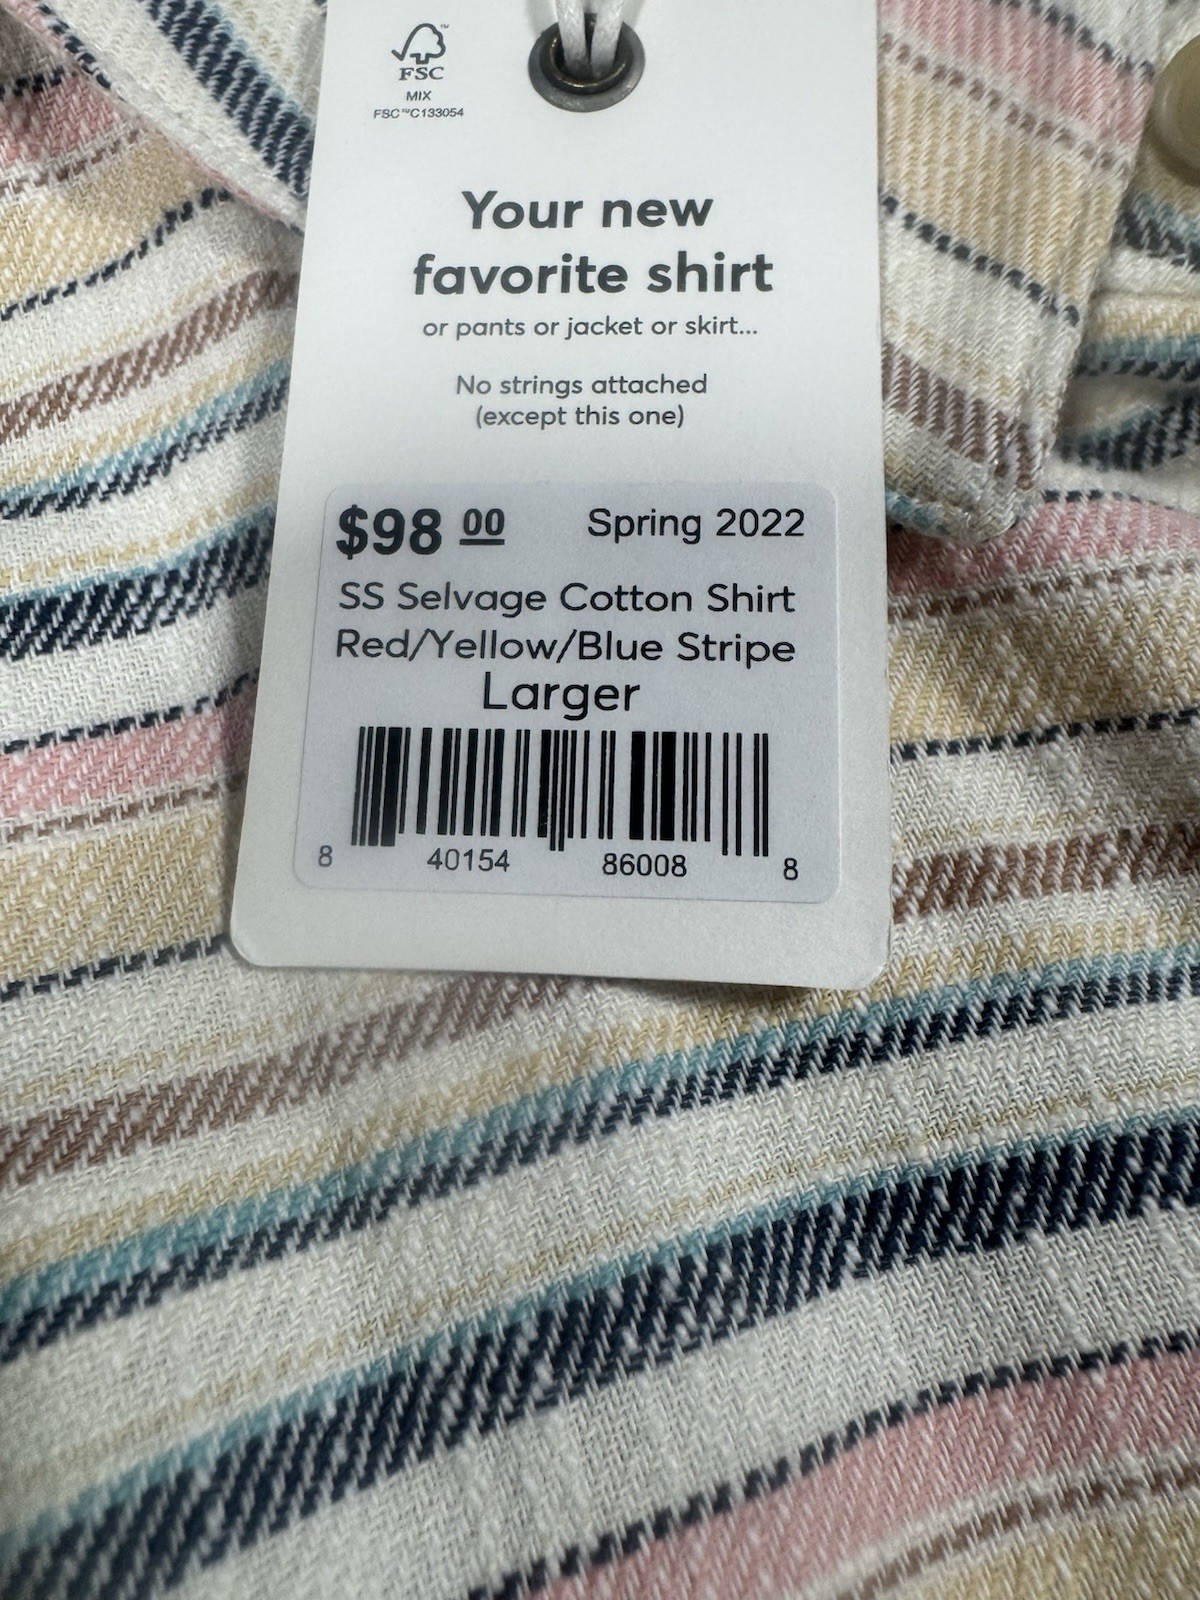 FSC™
MIX
FSC™C133054
Your new
favorite shirt
or pants or jacket or skirt...
No strings attached
(except this one)
$98 00 Spring 2022
SS Selvage Cotton Shirt
Red/Yellow/Blue Stripe
Larger
8 40154 86008 8